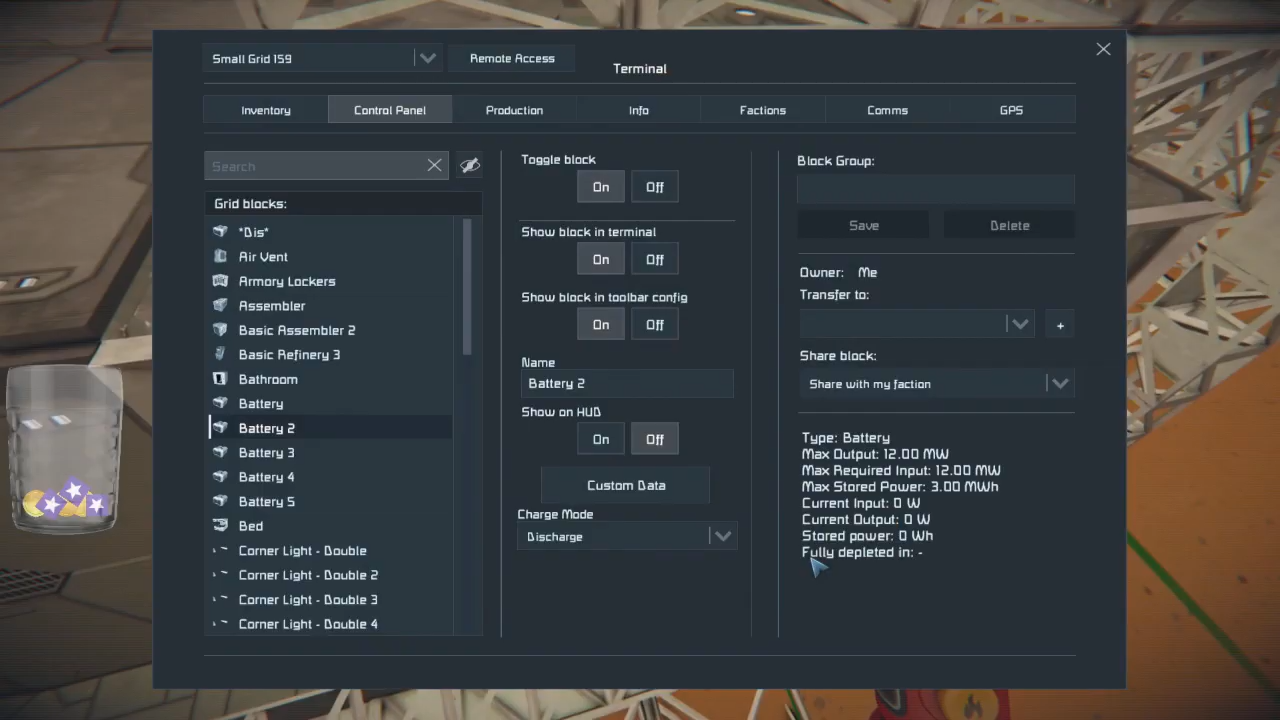 Small Grid 159
Remote Access
Terminal
Inventory
Control Panel
Production
Info
Factions
Comms
GPS
Search
Grid blocks:
*Dis*
Air Vent
Armory Lockers
Assembler
Basic Assembler 2
Basic Refinery 3
Bathroom
Battery
Battery 2
Battery 3
Battery 4
Battery 5
Bed
Corner Light - Double
Corner Light - Double 2
Corner Light - Double 3
Corner Light - Double 4
Toggle block
On Off
Show block in terminal
On Off
Show block in toolbar config
On Off
Name
Battery 2
Show on HUD
On Off
Custom Data
Charge Mode
Discharge
Block Group:
Save Delete
Owner: Me
Transfer to:
+
Share block:
Share with my faction
Type: Battery
Max Output: 12.00 MW
Max Required Input: 12.00 MW
Max Stored Power: 3.00 MWh
Current Input: 0 W
Current Output: 0 W
Stored power: 0 Wh
Fully depleted in: -